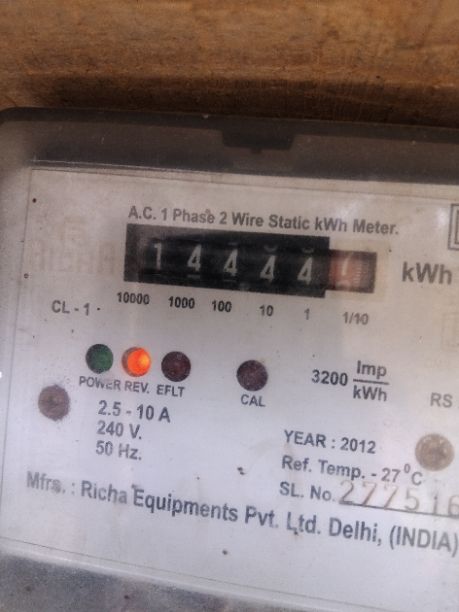 A.C. 1 Phase 2 Wire Static kWh Meter.
1 4 4 4 4 7 kWh
CL - 1 - 10000 1000 100 10 1 1/10
POWER REV. EFLT CAL 3200 Imp/kWh
RS
2.5 - 10 A
240 V.
50 Hz.
YEAR : 2012
Ref. Temp. - 27°C
SL. No. 277516
Mfrs. : Richa Equipments Pvt. Ltd. Delhi, (INDIA)